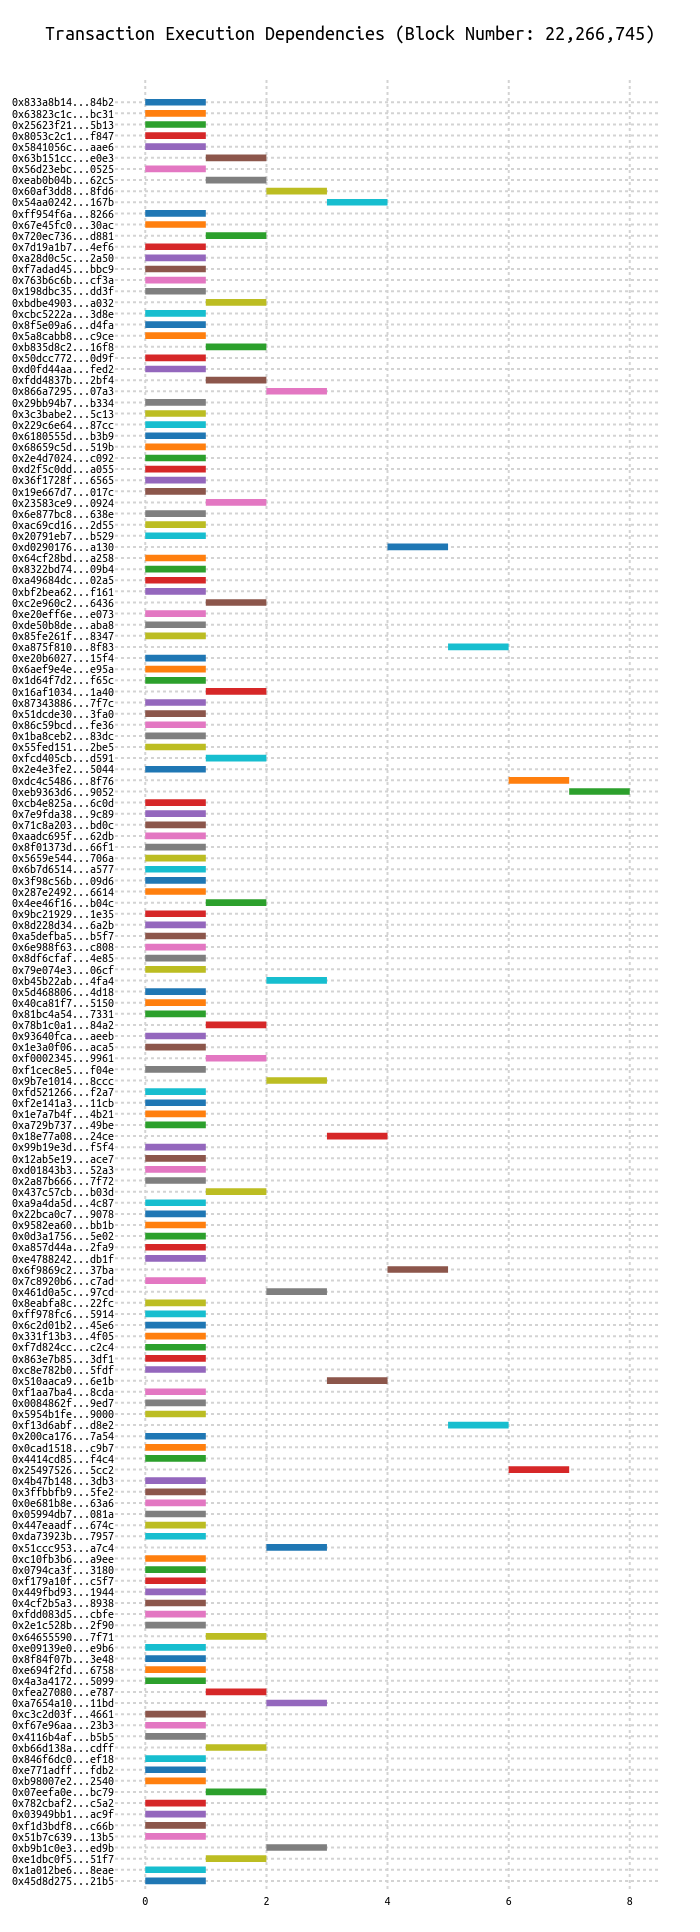 Transaction Execution Dependencies (Block Number: 22,266,745)
0x833a8b14...84b2
0x63823c1c...bc31
0x25623f21...5b13
0x8053c2c1...f847
0x5841056c...aae6
0x63b151cc...e0e3
0x56d23ebc...0525
0xeab0b04b...62c5
0x60af3dd8...8fd6
0x54aa0242...167b
0xff954f6a...8266
0x67e45fc0...30ac
0x720ec736...d881
0x7d19a1b7...4ef6
0xa28d0c5c...2a50
0xf7adad45...bbc9
0x763b6c6b...cf3a
0x198dbc35...dd3f
0xbdbe4903...a032
0xcbc5222a...3d8e
0x8f5e09a6...d4fa
0x5a8cabb8...c9ce
0xb835d8c2...16f8
0x50dcc772...0d9f
0xd0fd44aa...fed2
0xfdd4837b...2bf4
0x866a7295...07a3
0x29bb94b7...b334
0x3c3babe2...5c13
0x229c6e64...87cc
0x6180555d...b3b9
0x68659c5d...519b
0x2e4d7024...c092
0xd2f5c0dd...a055
0x36f1728f...6565
0x19e667d7...017c
0x23583ce9...0924
0x6e877bc8...638e
0xac69cd16...2d55
0x20791eb7...b529
0xd0290176...a130
0x64cf28bd...a258
0x8322bd74...09b4
0xa49684dc...02a5
0xbf2bea62...f161
0xc2e960c2...6436
0xe20eff6e...e073
0xde50b8de...aba8
0x85fe261f...8347
0xa875f810...8f83
0xe20b6027...15f4
0x6aef9e4e...e95a
0x1d64f7d2...f65c
0x16af1034...1a40
0x87343886...7f7c
0x51dcde30...3fa0
0x86c59bcd...fe36
0x1ba8ceb2...83dc
0x55fed151...2be5
0xfcd405cb...d591
0x2e4e3fe2...5044
0xdc4c5486...8f76
0xeb9363d6...9052
0xcb4e825a...6c0d
0x7e9fda38...9c89
0x71c8a203...bd0c
0xaadc695f...62db
0x8f01373d...66f1
0x5659e544...706a
0x6b7d6514...a577
0x3f98c56b...09d6
0x287e2492...6614
0x4ee46f16...b04c
0x9bc21929...1e35
0x8d228d34...6a2b
0xa5defba5...b5f7
0x6e988f63...c808
0x8df6cfaf...4e85
0x79e074e3...06cf
0xb45b22ab...4fa4
0x5d468806...4d18
0x40ca81f7...5150
0x81bc4a54...7331
0x78b1c0a1...84a2
0x93640fca...aeeb
0x1e3a0f06...aca5
0xf0002345...9961
0xf1cec8e5...f04e
0x9b7e1014...8ccc
0xfd521266...f2a7
0xf2e141a3...11cb
0x1e7a7b4f...4b21
0xa729b737...49be
0x18e77a08...24ce
0x99b19e3d...f5f4
0x12ab5e19...ace7
0xd01843b3...52a3
0x2a87b666...7f72
0x437c57cb...b03d
0xa9a4da5d...4c87
0x22bca0c7...9078
0x9582ea60...bb1b
0x0d3a1756...5e02
0xa857d44a...2fa9
0xe4788242...db1f
0x6f9869c2...37ba
0x7c8920b6...c7ad
0x461d0a5c...97cd
0x8eabfa8c...22fc
0xff978fc6...5914
0x6c2d01b2...45e6
0x331f13b3...4f05
0xf7d824cc...c2c4
0x863e7b85...3df1
0xc8e782b0...5fdf
0x510aaca9...6e1b
0xf1aa7ba4...8cda
0x0084862f...9ed7
0x5954b1fe...9000
0xf13d6abf...d8e2
0x200ca176...7a54
0x0cad1518...c9b7
0x4414cd85...f4c4
0x25497526...5cc2
0x4b47b148...3db3
0x3ffbbfb9...5fe2
0x0e681b8e...63a6
0x05994db7...081a
0x447eaadf...674c
0xda73923b...7957
0x51ccc953...a7c4
0xc10fb3b6...a9ee
0x0794ca3f...3180
0xf179a10f...c5f7
0x449fbd93...1944
0x4cf2b5a3...8938
0xfdd083d5...cbfe
0x2e1c528b...2f90
0x64655590...7f71
0xe09139e0...e9b6
0x8f84f07b...3e48
0xe694f2fd...6758
0x4a3a4172...5099
0xfea27080...e787
0xa7654a10...11bd
0xc3c2d03f...4661
0xf67e96aa...23b3
0x4116b4af...b5b5
0xb66d138a...cdff
0x846f6dc0...ef18
0xe771adff...fdb2
0xb98007e2...2540
0x07eefa0e...bc79
0x782cbaf2...c5a2
0x03949bb1...ac9f
0xf1d3bdf8...c66b
0x51b7c639...13b5
0xb9b1c0e3...ed9b
0xe1dbc0f5...51f7
0x1a012be6...8eae
0x45d8d275...21b5
0 2 4 6 8